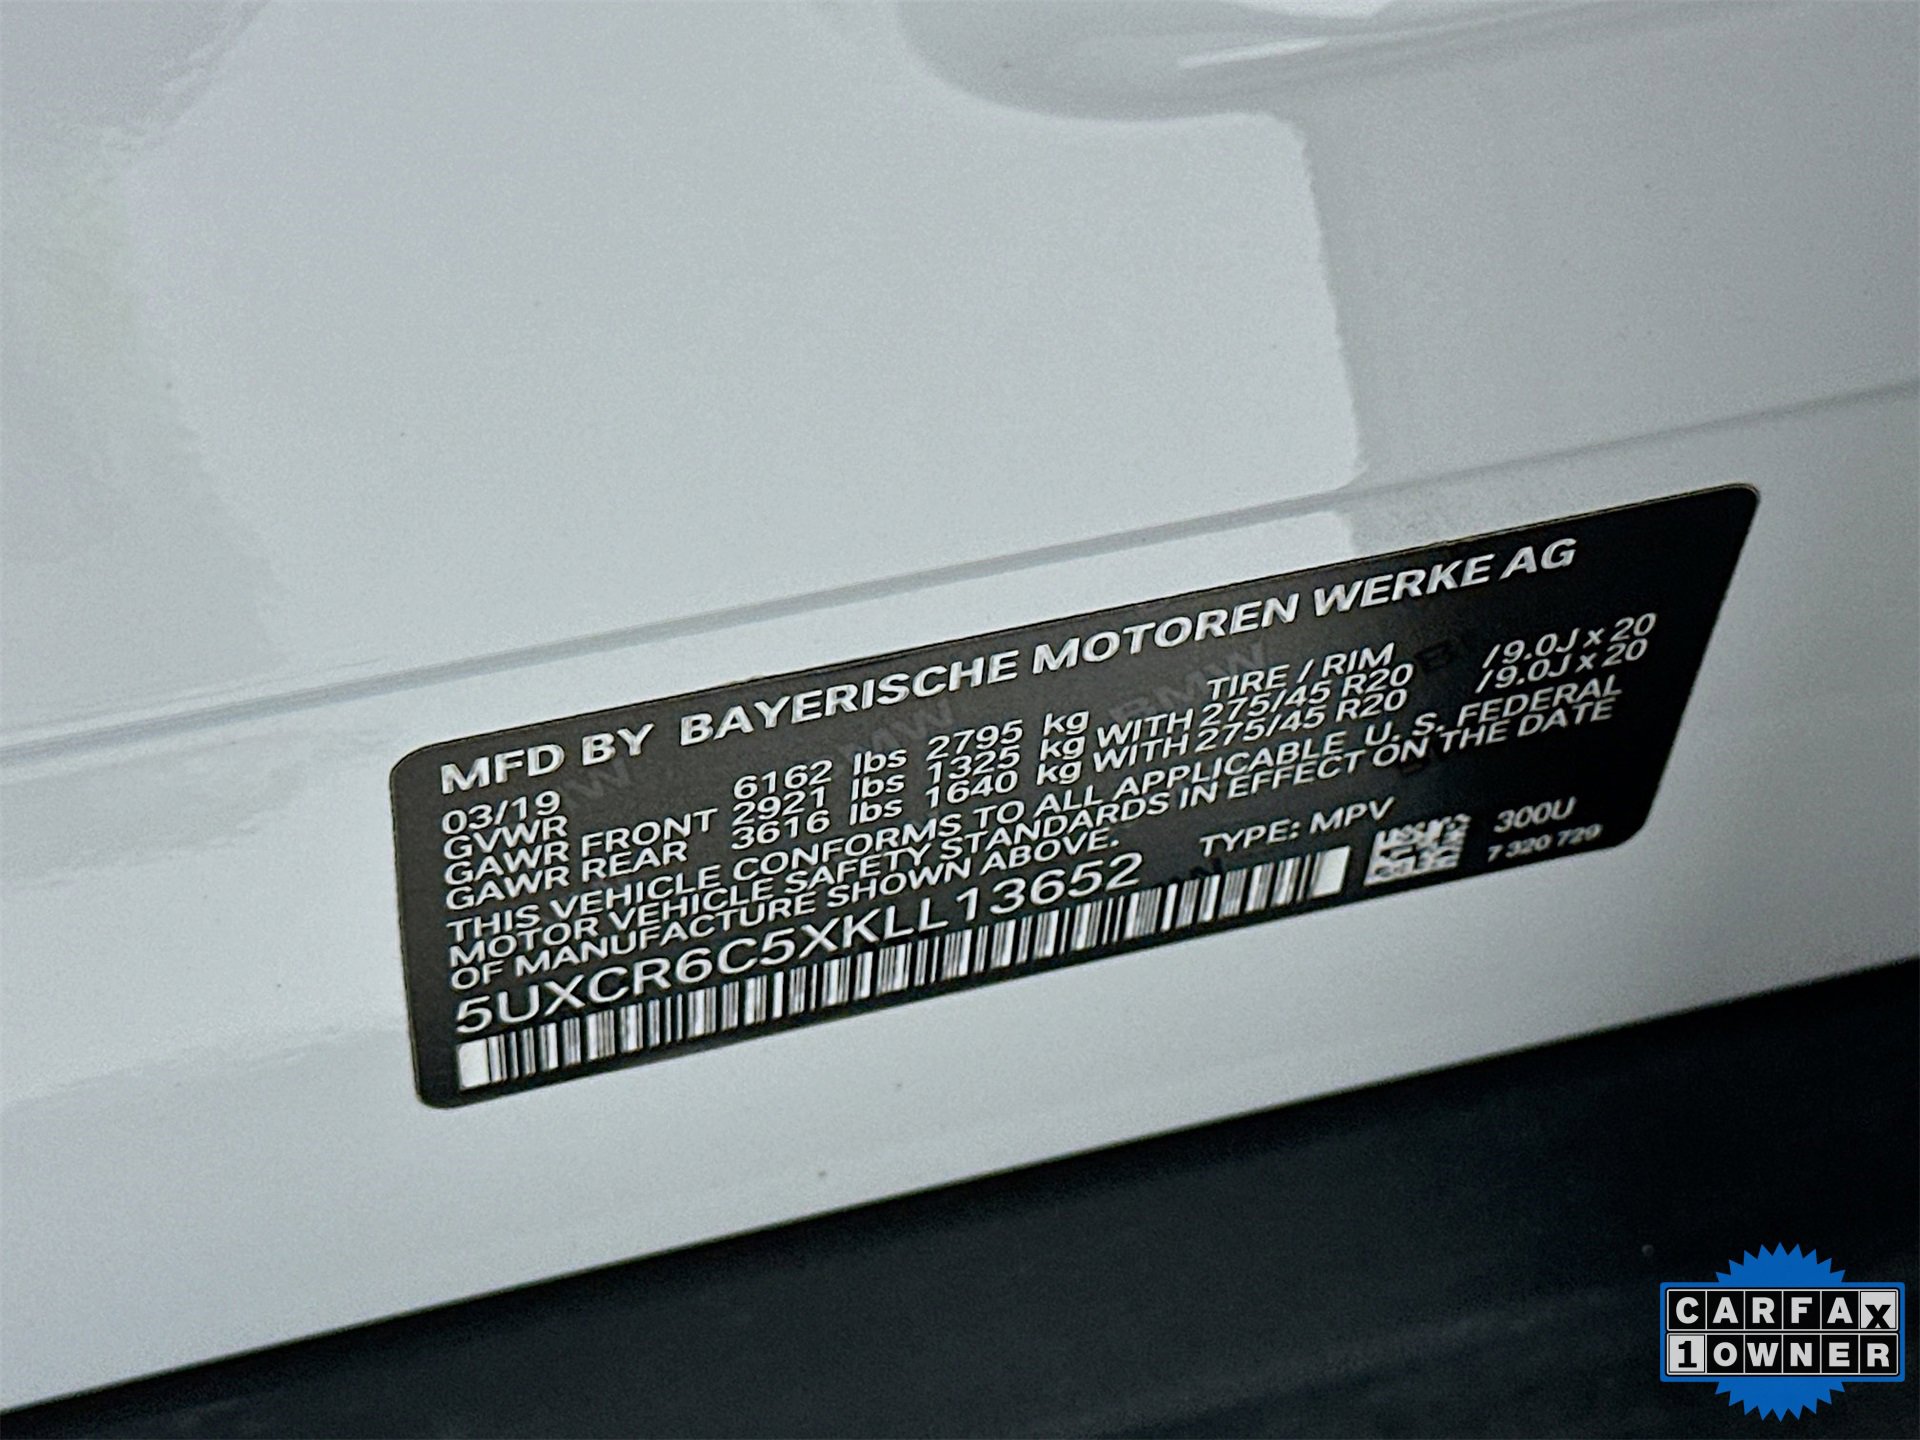 MFD BY BAYERISCHE MOTOREN WERKE AG
03/19 TIRE / RIM
GVWR 6162 lbs 2795 kg
GAWR FRONT 2921 lbs 1325 kg WITH 275/45 R20 /9.0J x 20
GAWR REAR 3616 lbs 1640 kg WITH 275/45 R20 /9.0J x 20
THIS VEHICLE CONFORMS TO ALL APPLICABLE U. S. FEDERAL
MOTOR VEHICLE SAFETY STANDARDS IN EFFECT ON THE DATE
OF MANUFACTURE SHOWN ABOVE.
5UXCR6C5XKLL13652 TYPE: MPV 300U
7 320 729
CARFAX
1 OWNER